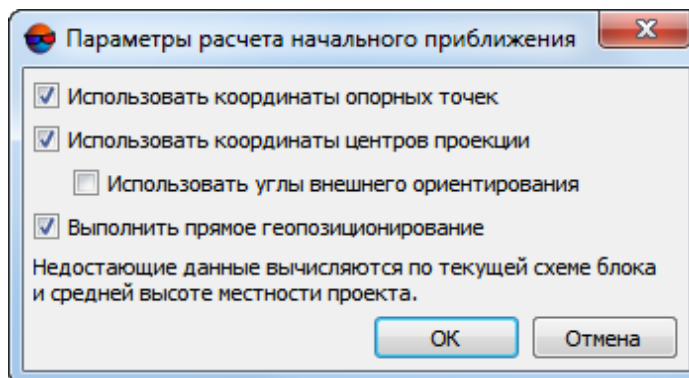 Параметры расчета начального приближения
Использовать координаты опорных точек
Использовать координаты центров проекции
Использовать углы внешнего ориентирования
Выполнить прямое геопозиционирование
Недостающие данные вычисляются по текущей схеме блока
и средней высоте местности проекта.
OK
Отмена